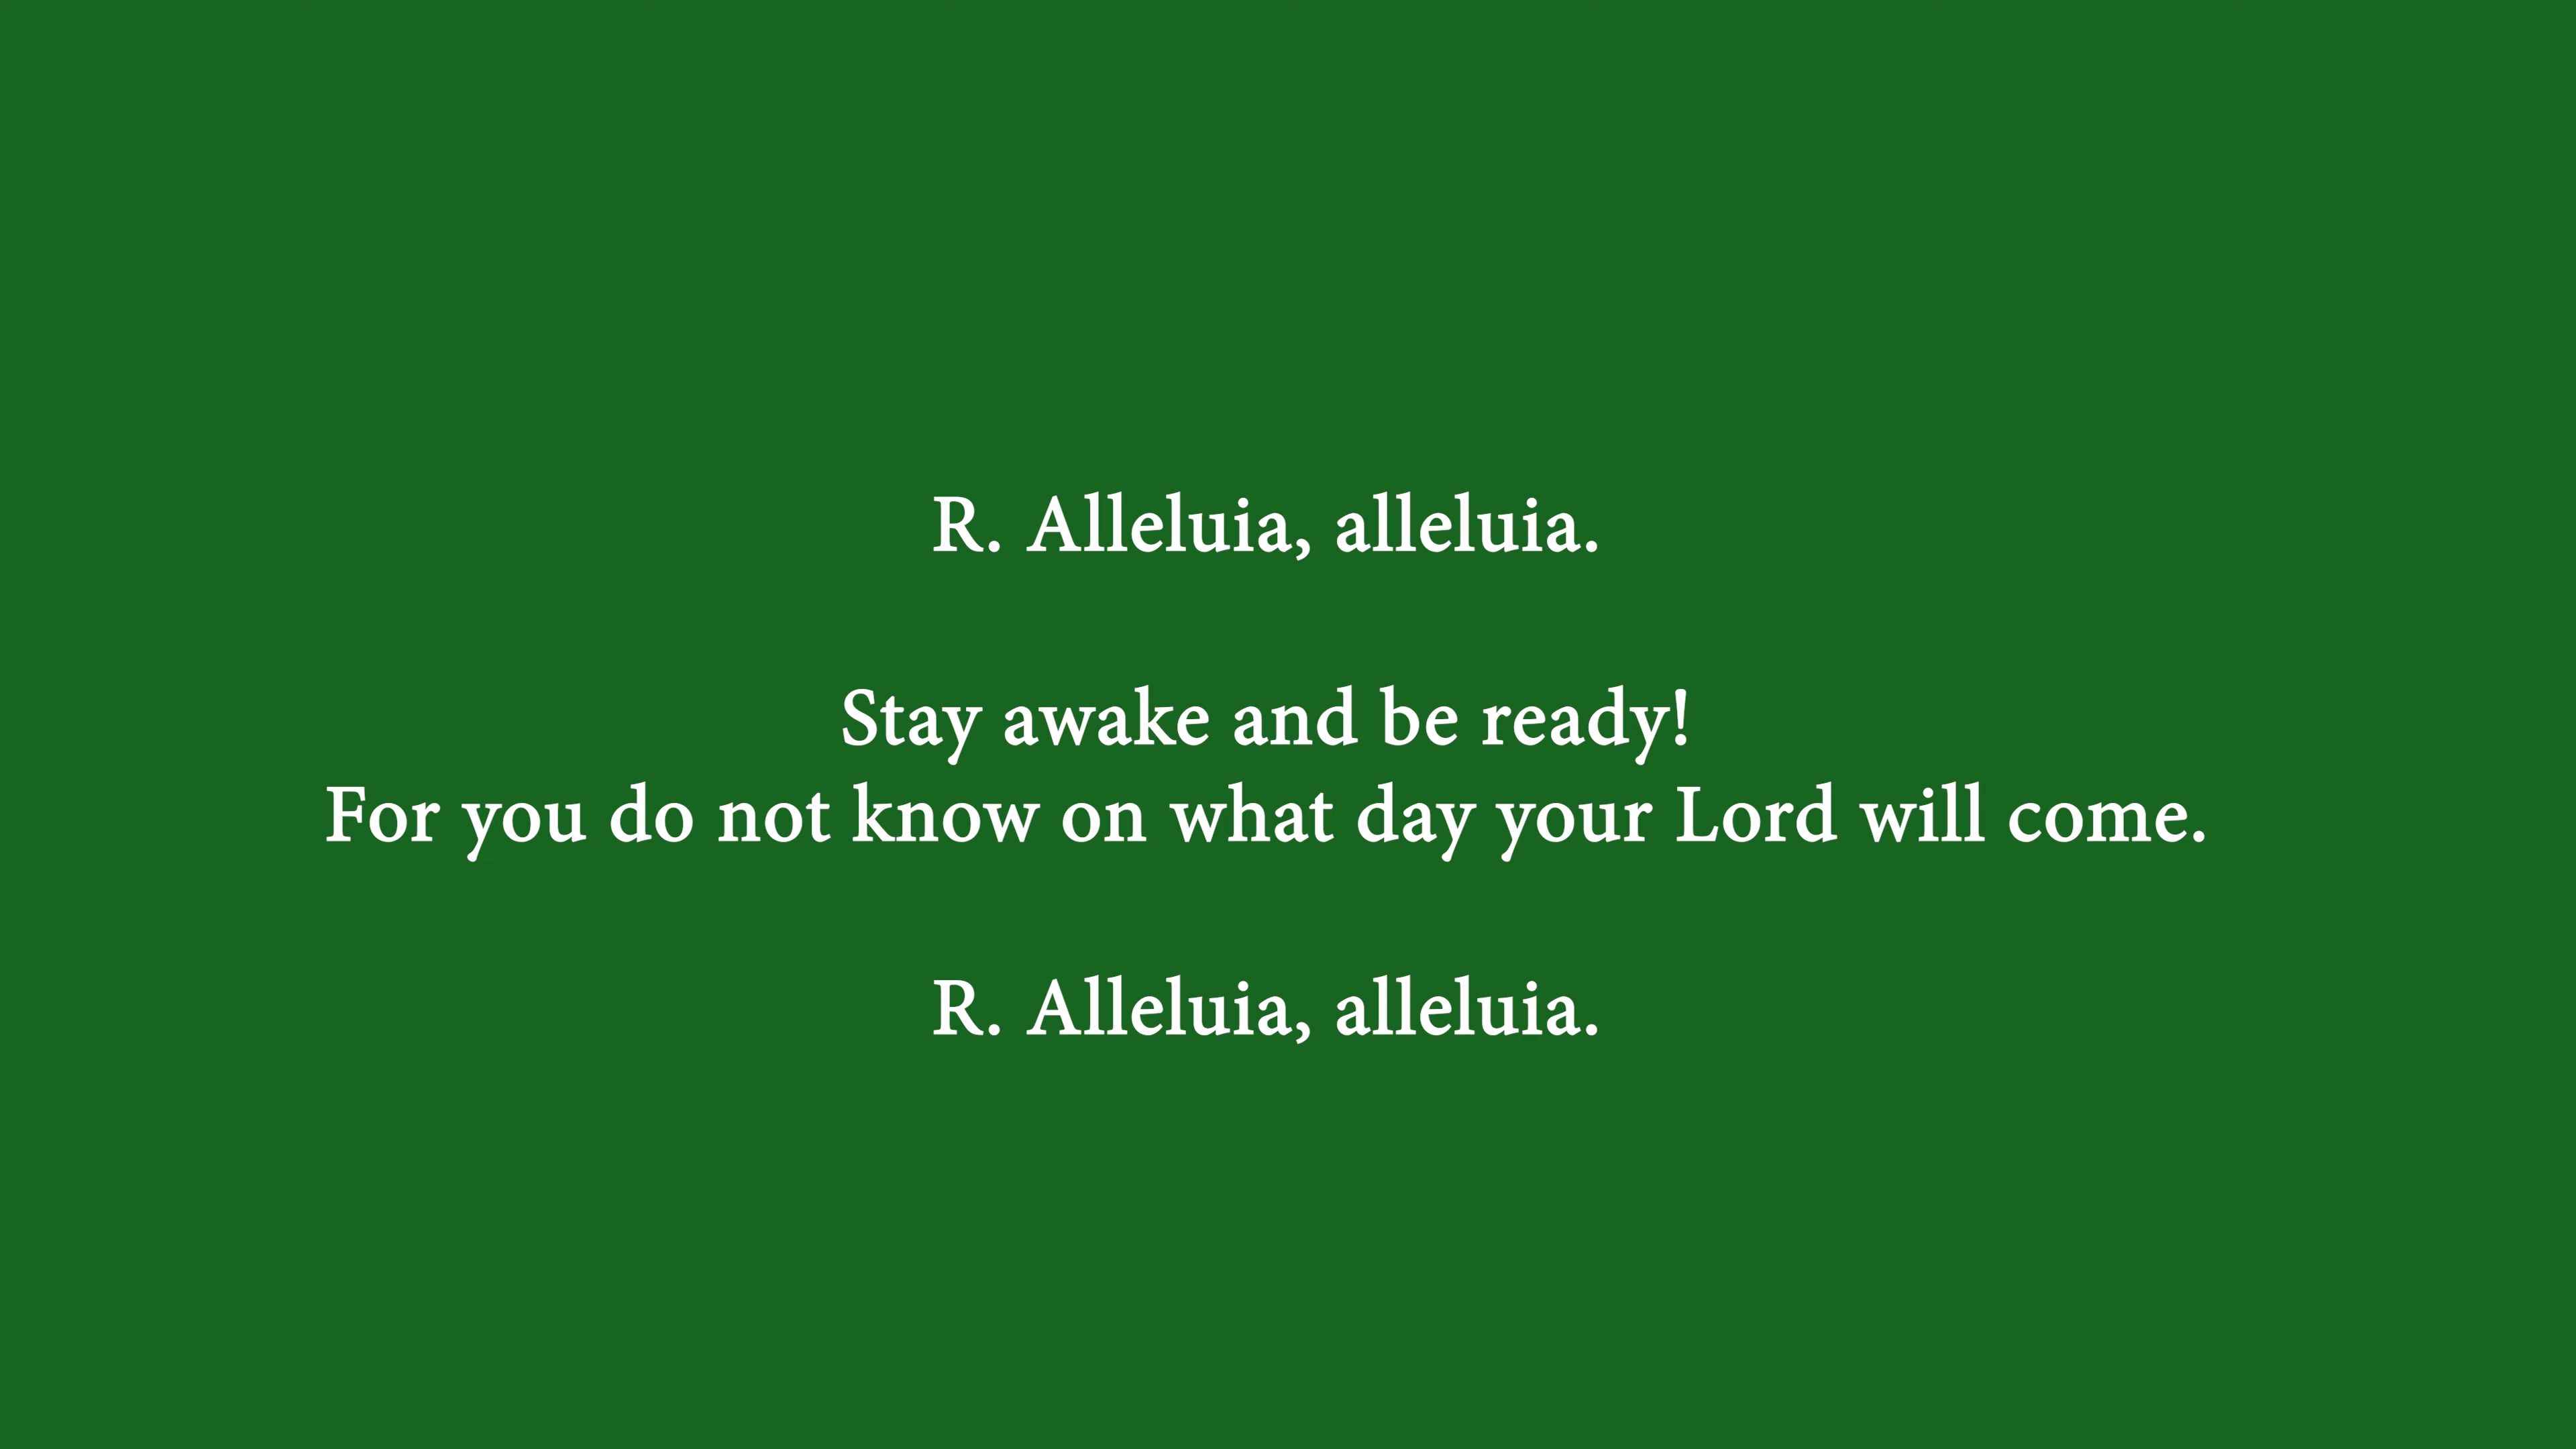 R. Alleluia, alleluia.
Stay awake and be ready!
For you do not know on what day your Lord will come.
R. Alleluia, alleluia.